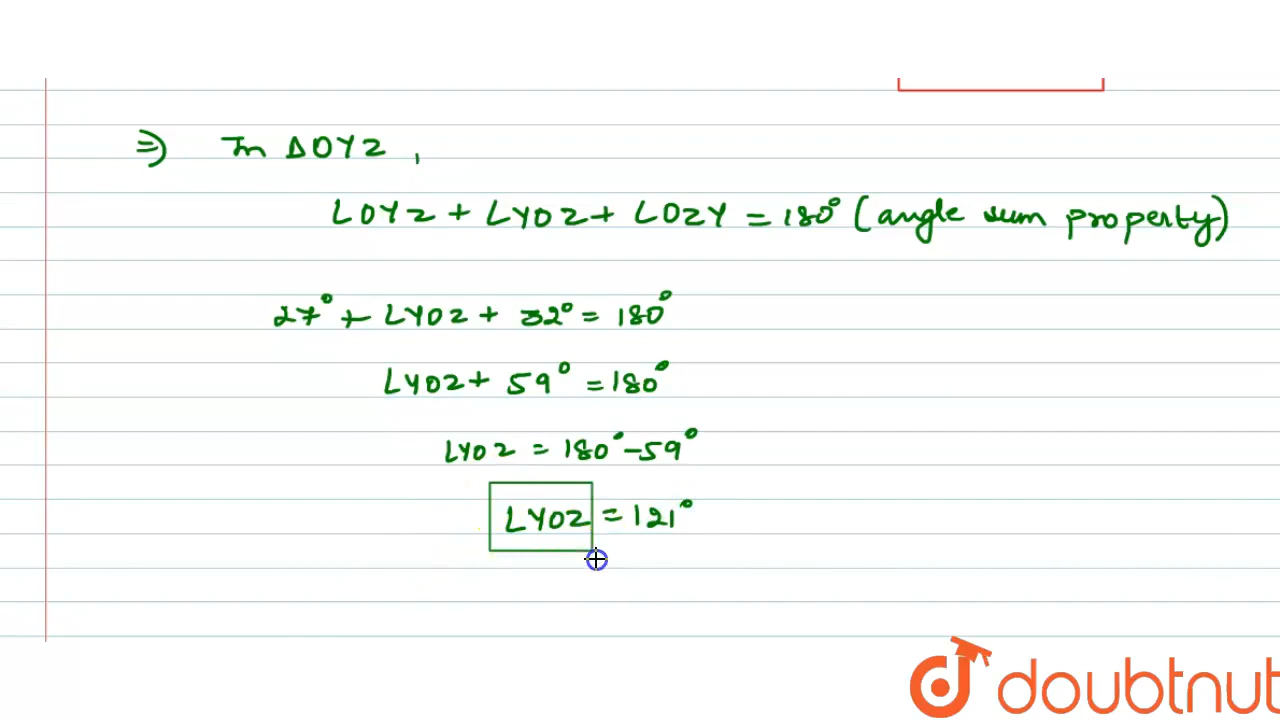 ⇒) In ΔOYZ,
∠OYZ + ∠YOZ + ∠OZY = 180° (angle sum property)
27° + ∠YOZ + 32° = 180°
∠YOZ + 59° = 180°
∠YOZ = 180° - 59°
∠YOZ = 121°
doubtnut